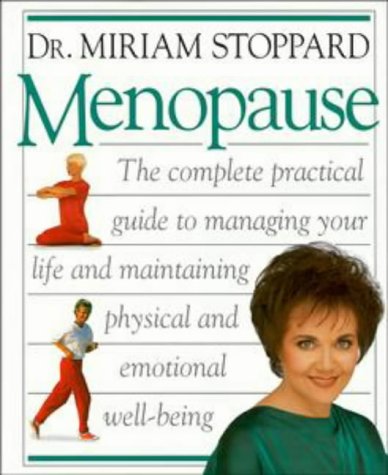 DR. MIRIAM STOPPARD
Menopause
The complete practical
guide to managing your
life and maintaining
physical and
emotional
well-being